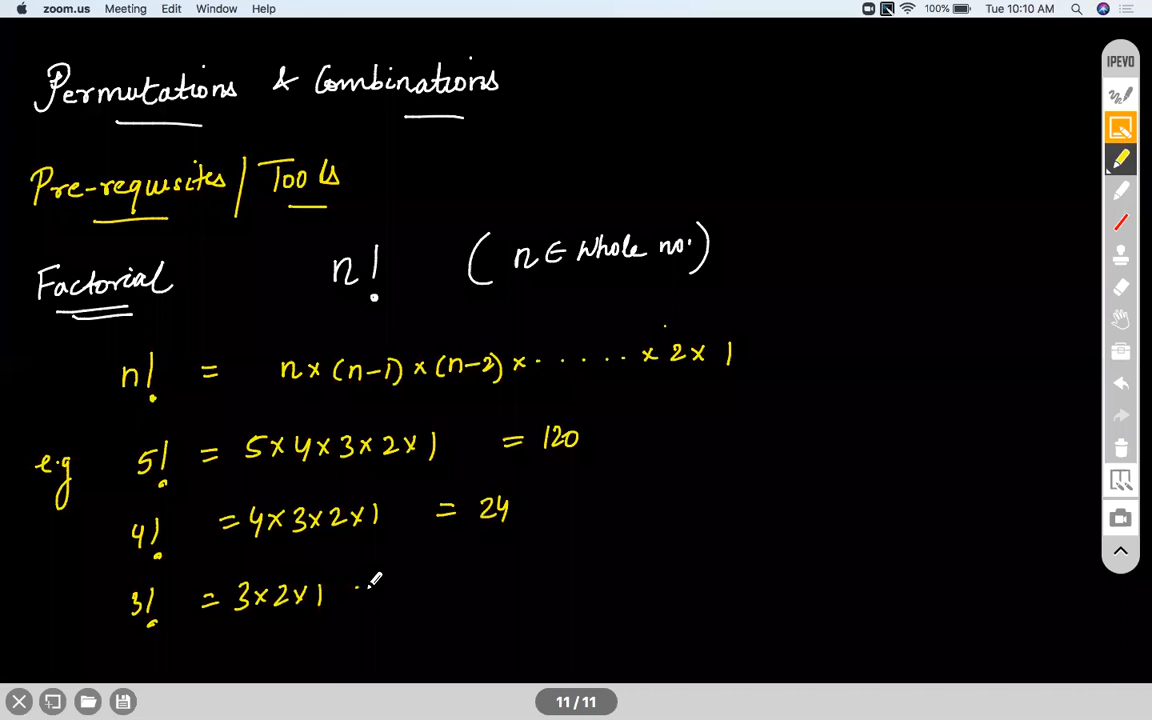 zoom.us Meeting Edit Window Help 100% Tue 10:10 AM
IPEVO
Permutations & Combinations
Pre-requisites/Tools
Factorial n! (n ∈ Whole no.)
n! = n × (n-1) × (n-2) × ...... × 2 × 1
e.g 5! = 5 × 4 × 3 × 2 × 1 = 120
4! = 4 × 3 × 2 × 1 = 24
3! = 3 × 2 × 1
11/11